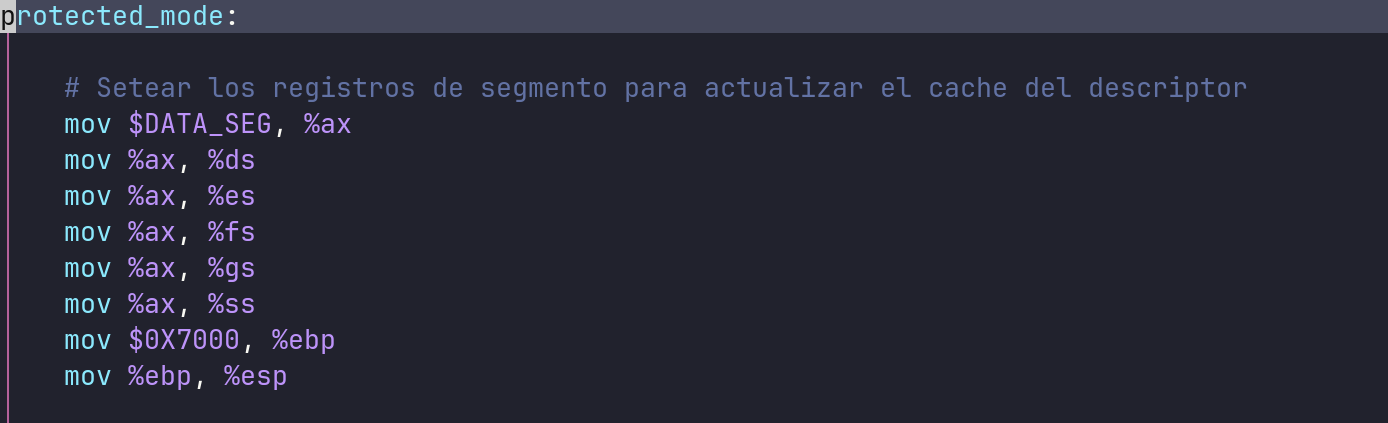 protected_mode:
# Setear los registros de segmento para actualizar el cache del descriptor
mov $DATA_SEG, %ax
mov %ax, %ds
mov %ax, %es
mov %ax, %fs
mov %ax, %gs
mov %ax, %ss
mov $0X7000, %ebp
mov %ebp, %esp